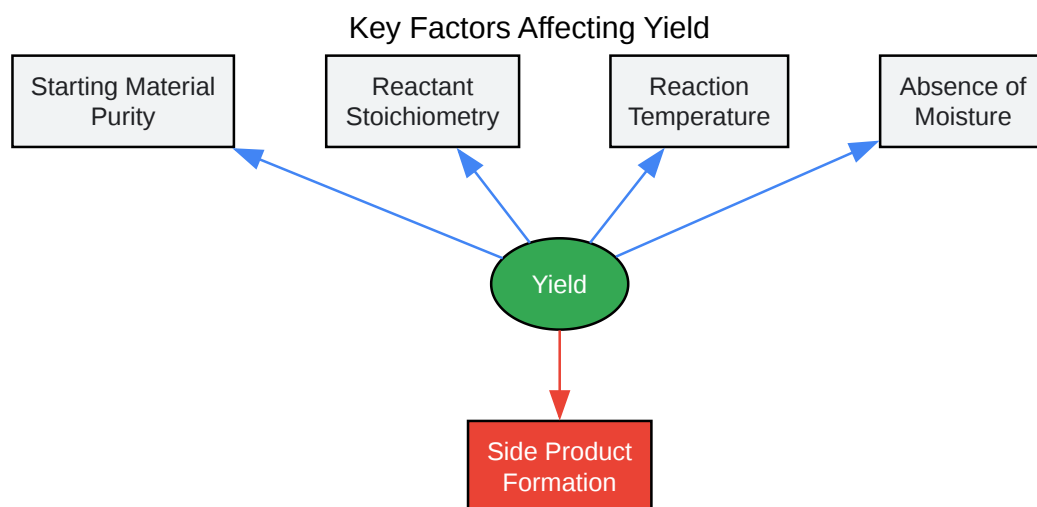 Key Factors Affecting Yield
Starting Material
Purity
Reactant
Stoichiometry
Reaction
Temperature
Absence of
Moisture
Yield
Side Product
Formation